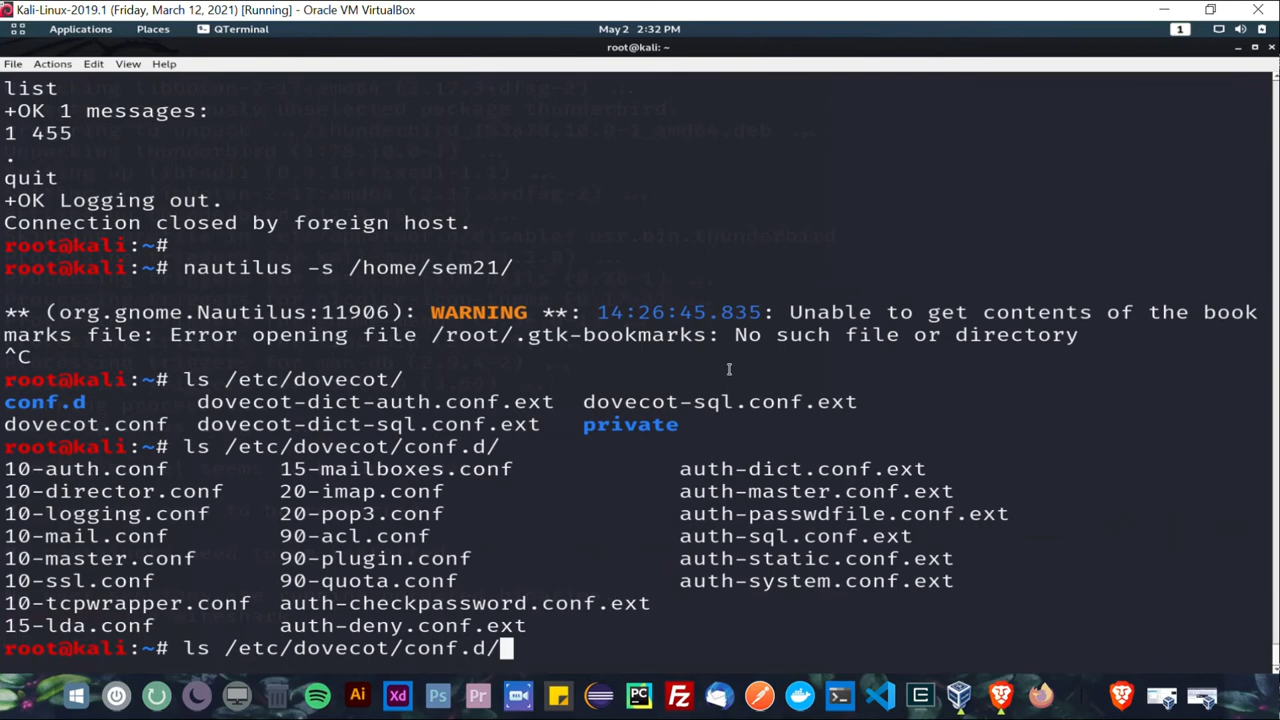 Kali-Linux-2019.1 (Friday, March 12, 2021) [Running] - Oracle VM VirtualBox
Applications Places QTerminal May 2 2:32 PM 1
root@kali: ~
File Actions Edit View Help
list
+OK 1 messages:
1 455
.
quit
+OK Logging out.
Connection closed by foreign host.
root@kali:~#
root@kali:~# nautilus -s /home/sem21/
** (org.gnome.Nautilus:11906): WARNING **: 14:26:45.835: Unable to get contents of the book
marks file: Error opening file /root/.gtk-bookmarks: No such file or directory
^C
root@kali:~# ls /etc/dovecot/
conf.d dovecot-dict-auth.conf.ext dovecot-sql.conf.ext
dovecot.conf dovecot-dict-sql.conf.ext private
root@kali:~# ls /etc/dovecot/conf.d/
10-auth.conf 15-mailboxes.conf auth-dict.conf.ext
10-director.conf 20-imap.conf auth-master.conf.ext
10-logging.conf 20-pop3.conf auth-passwdfile.conf.ext
10-mail.conf 90-acl.conf auth-sql.conf.ext
10-master.conf 90-plugin.conf auth-static.conf.ext
10-ssl.conf 90-quota.conf auth-system.conf.ext
10-tcpwrapper.conf auth-checkpassword.conf.ext
15-lda.conf auth-deny.conf.ext
root@kali:~# ls /etc/dovecot/conf.d/
Ai Xd Ps Pr PC Fz